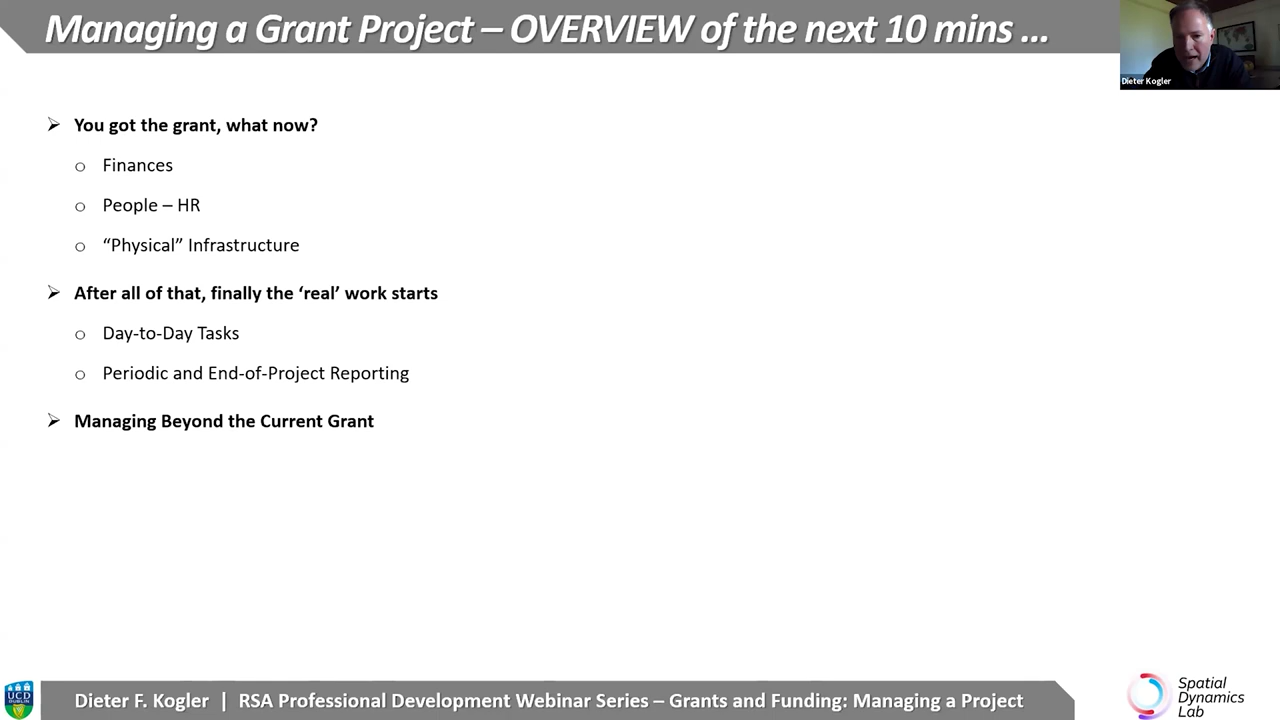 Managing a Grant Project – OVERVIEW of the next 10 mins ...
Dieter Kogler
➢ You got the grant, what now?
o Finances
o People – HR
o “Physical” Infrastructure
➢ After all of that, finally the ‘real’ work starts
o Day-to-Day Tasks
o Periodic and End-of-Project Reporting
➢ Managing Beyond the Current Grant
UCD
DUBLIN
Dieter F. Kogler | RSA Professional Development Webinar Series – Grants and Funding: Managing a Project
Spatial
Dynamics
Lab